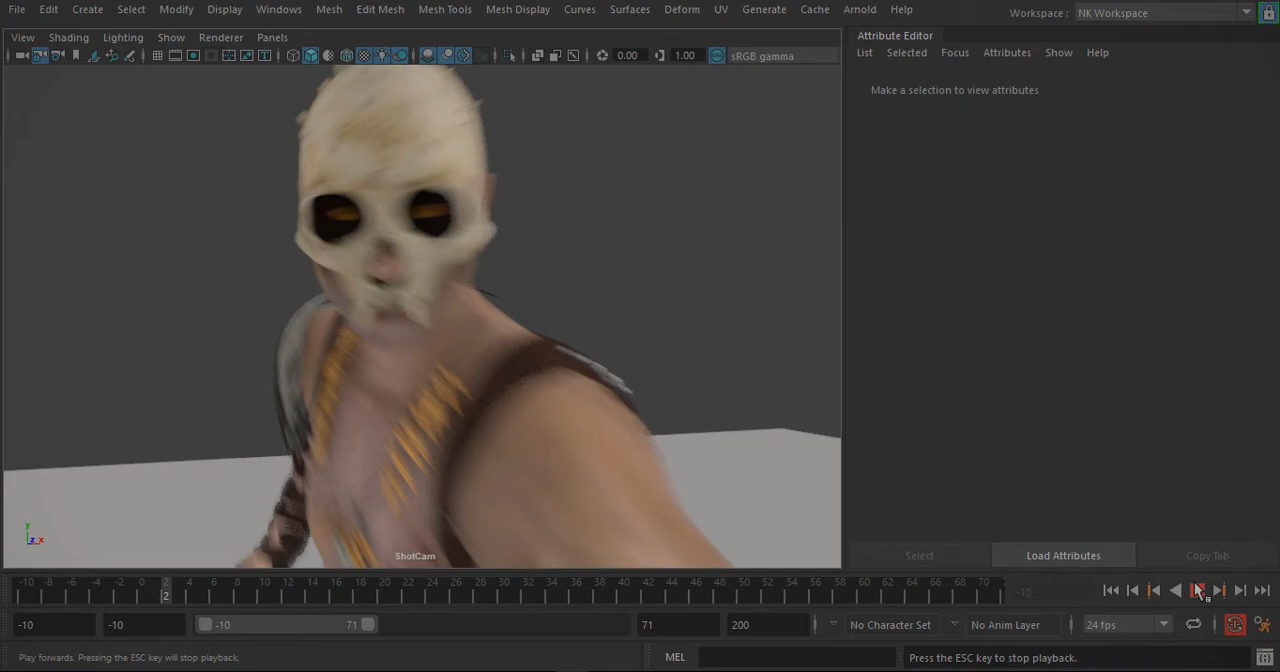 File Edit Create Select Modify Display Windows Mesh Edit Mesh Mesh Tools Mesh Display Curves Surfaces Deform UV Generate Cache Arnold Help
Workspace : NK Workspace
View Shading Lighting Show Renderer Panels
0.00 1.00 sRGB gamma
Attribute Editor
List Selected Focus Attributes Show Help
Make a selection to view attributes
y
z x
ShotCam
Select Load Attributes Copy Tab
-10 -8 -6 -4 -2 0 2 4 6 8 10 12 14 16 18 20 22 24 26 28 30 32 34 36 38 40 42 44 46 48 50 52 54 56 58 60 62 64 66 68 70
2
-10
-10 -10 -10 71 71 200 No Character Set No Anim Layer 24 fps
Play forwards. Pressing the ESC key will stop playback. MEL Press the ESC key to stop playback.